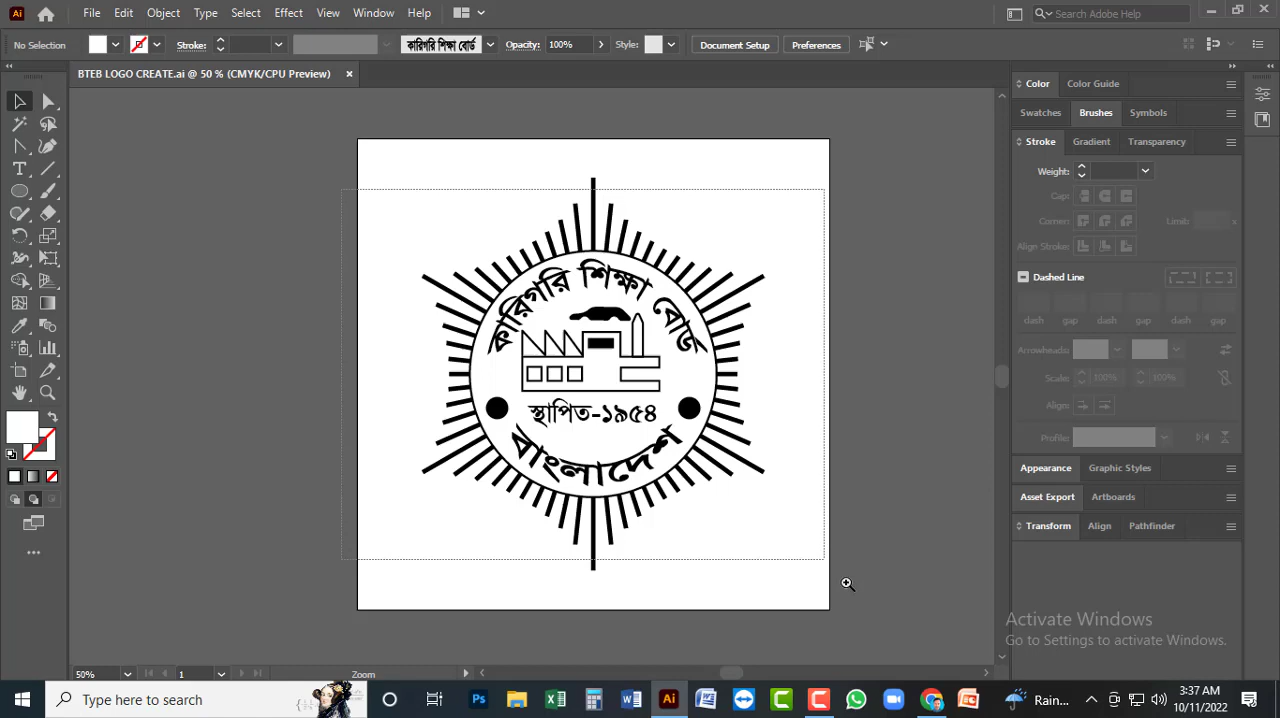 File Edit Object Type Select Effect View Window Help
Search Adobe Help
No Selection
Stroke:
কারিগরি শিক্ষা বোর্ড
Opacity: 100%
Style:
Document Setup
Preferences
BTEB LOGO CREATE.ai @ 50 % (CMYK/CPU Preview)
Color Color Guide
Swatches Brushes Symbols
Stroke Gradient Transparency
Weight:
Cap:
Corner:
Limit:
Align Stroke:
Dashed Line
dash gap dash gap dash gap
Arrowheads:
Scale: 100% 100%
Align:
Profile:
Appearance Graphic Styles
Asset Export Artboards
Transform Align Pathfinder
কারিগরি শিক্ষা বোর্ড
স্থাপিত-১৯৫৪
বাংলাদেশ
Activate Windows
Go to Settings to activate Windows.
50%
1
Zoom
Type here to search
Rain...
3:37 AM
10/11/2022